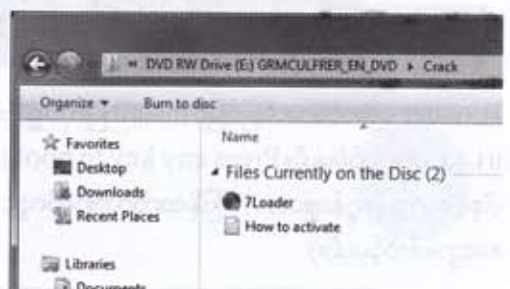 « DVD RW Drive (E:) GRMCULFRER_EN_DVD ▸ Crack
Organize ▼ Burn to disc
Favorites
Desktop
Downloads
Recent Places
Libraries
Documents
Name
Files Currently on the Disc (2)
7Loader
How to activate